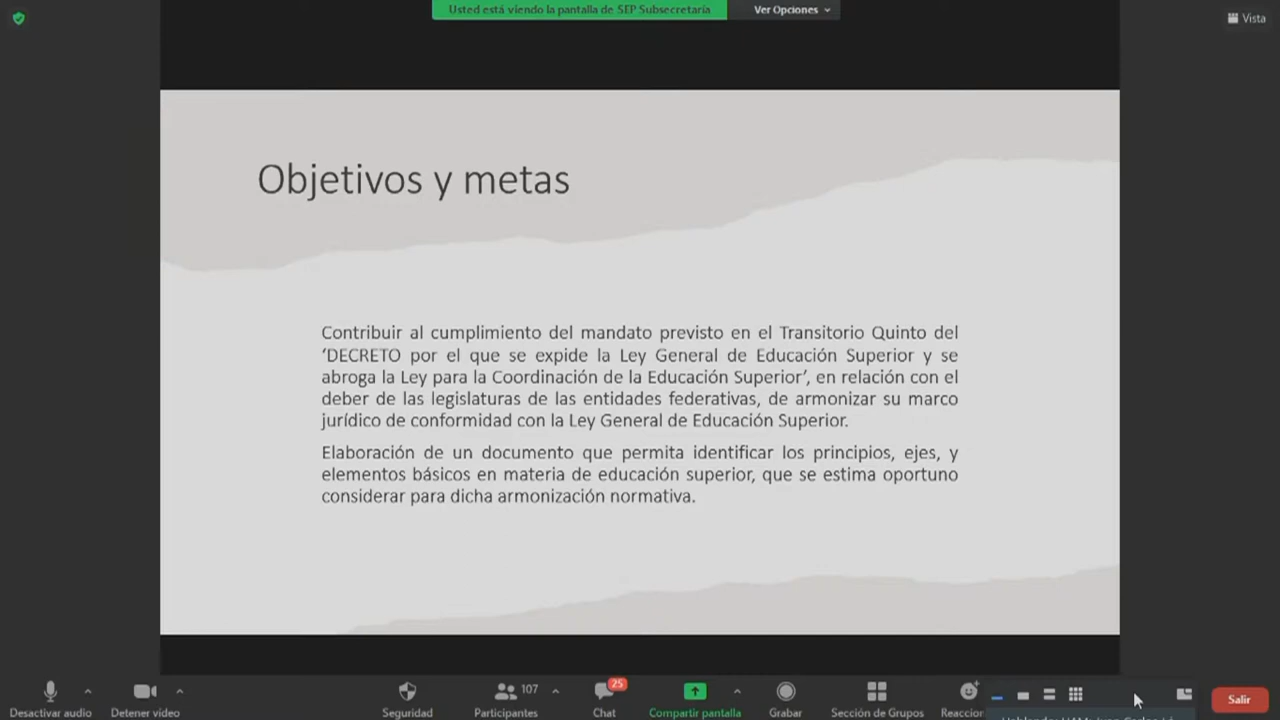 Usted está viendo la pantalla de SEP Subsecretaría
Ver Opciones
Vista
Objetivos y metas
Contribuir al cumplimiento del mandato previsto en el Transitorio Quinto del
‘DECRETO por el que se expide la Ley General de Educación Superior y se
abroga la Ley para la Coordinación de la Educación Superior’, en relación con el
deber de las legislaturas de las entidades federativas, de armonizar su marco
jurídico de conformidad con la Ley General de Educación Superior.
Elaboración de un documento que permita identificar los principios, ejes, y
elementos básicos en materia de educación superior, que se estima oportuno
considerar para dicha armonización normativa.
107
25
Desactivar audio
Detener video
Seguridad
Participantes
Chat
Compartir pantalla
Grabar
Sección de Grupos
Reaccion
Salir